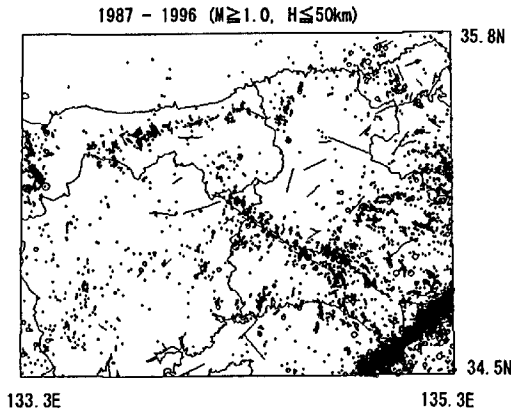 1987 - 1996 (M≧1.0, H≦50km)
35.8N
34.5N
133.3E
135.3E